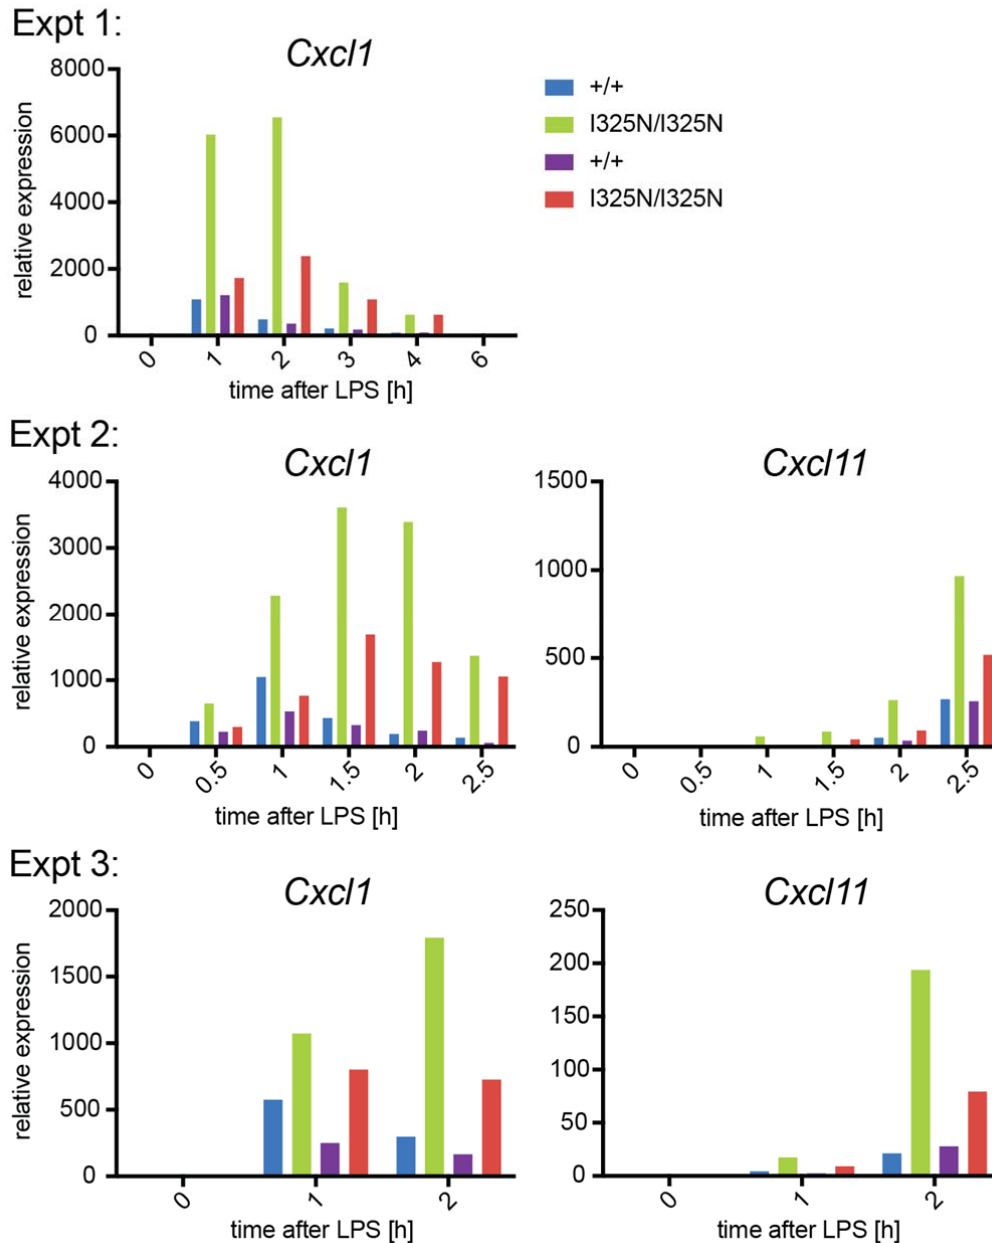 Expt 1:
Cxcl1
8000
6000
4000
2000
0
relative expression
0 1 2 3 4 6
time after LPS [h]
+/+
I325N/I325N
+/+
I325N/I325N
Expt 2:
Cxcl1
4000
3000
2000
1000
0
relative expression
0 0.5 1 1.5 2 2.5
time after LPS [h]
Cxcl11
1500
1000
500
0
0 0.5 1 1.5 2 2.5
time after LPS [h]
Expt 3:
Cxcl1
2000
1500
1000
500
0
relative expression
0 1 2
time after LPS [h]
Cxcl11
250
200
150
100
50
0
0 1 2
time after LPS [h]